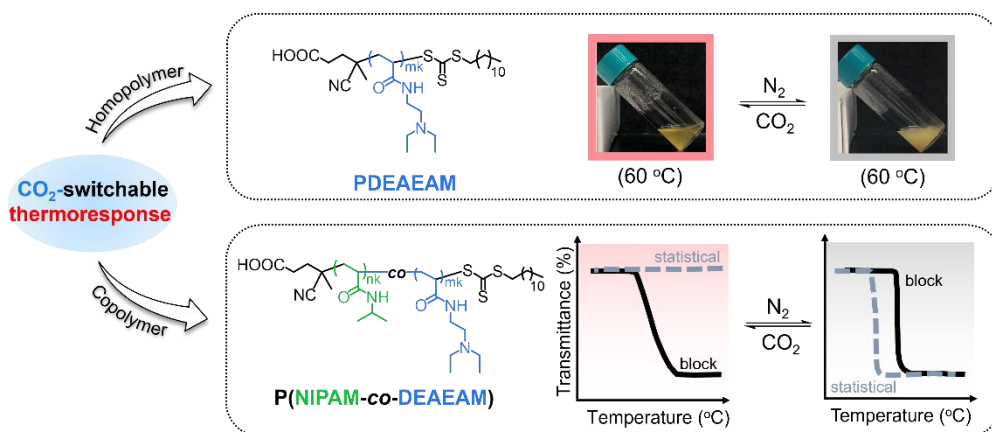 Homopolymer
CO2-switchable
thermoresponse
Copolymer
HOOC
NC
mk
O
NH
N
S
S
S
10
PDEAEAM
(60 °C)
N2
CO2
(60 °C)
HOOC
NC
nk
O
NH
co
mk
O
NH
N
S
S
S
10
P(NIPAM-co-DEAEAM)
Transmittance (%)
statistical
block
Temperature (°C)
N2
CO2
block
statistical
Temperature (°C)